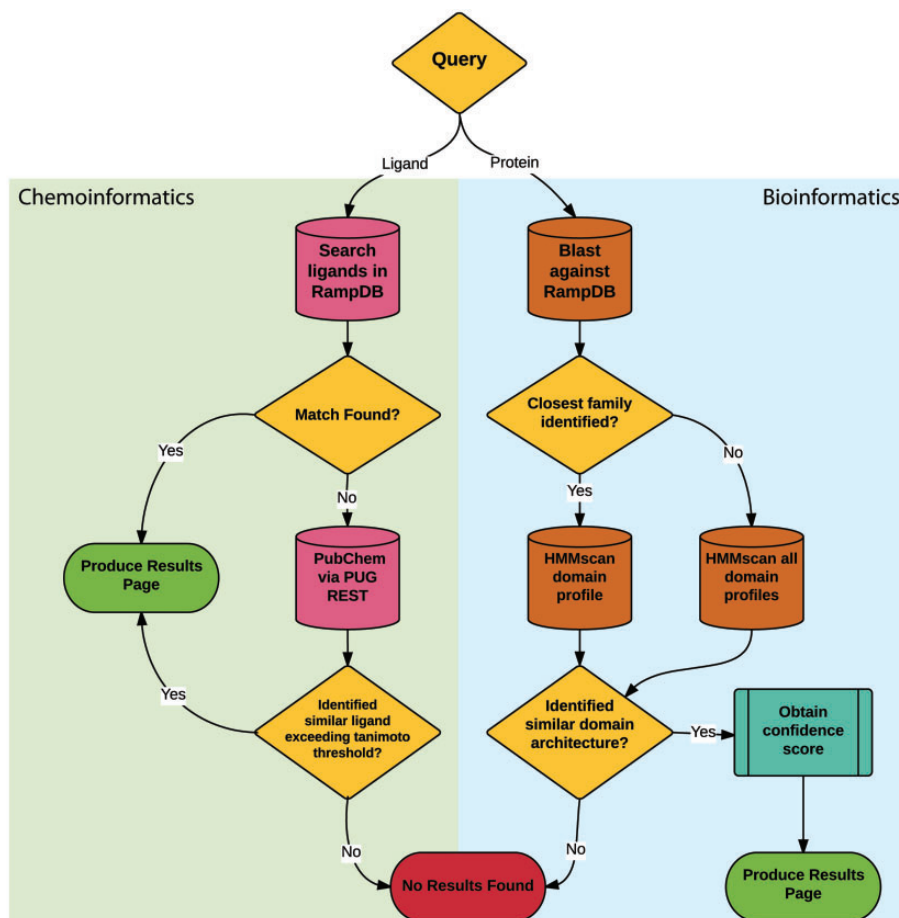 Query
Ligand
Protein
Chemoinformatics
Bioinformatics
Search
ligands in
RampDB
Blast
against
RampDB
Match Found?
Closest family
identified?
Yes
No
Yes
No
Produce Results
Page
PubChem
via PUG
REST
HMMscan
domain
profile
HMMscan all
domain
profiles
Yes
Identified
similar ligand
exceeding tanimoto
threshold?
Identified
similar domain
architecture?
Yes
Obtain
confidence
score
No
No
No Results Found
Produce Results
Page